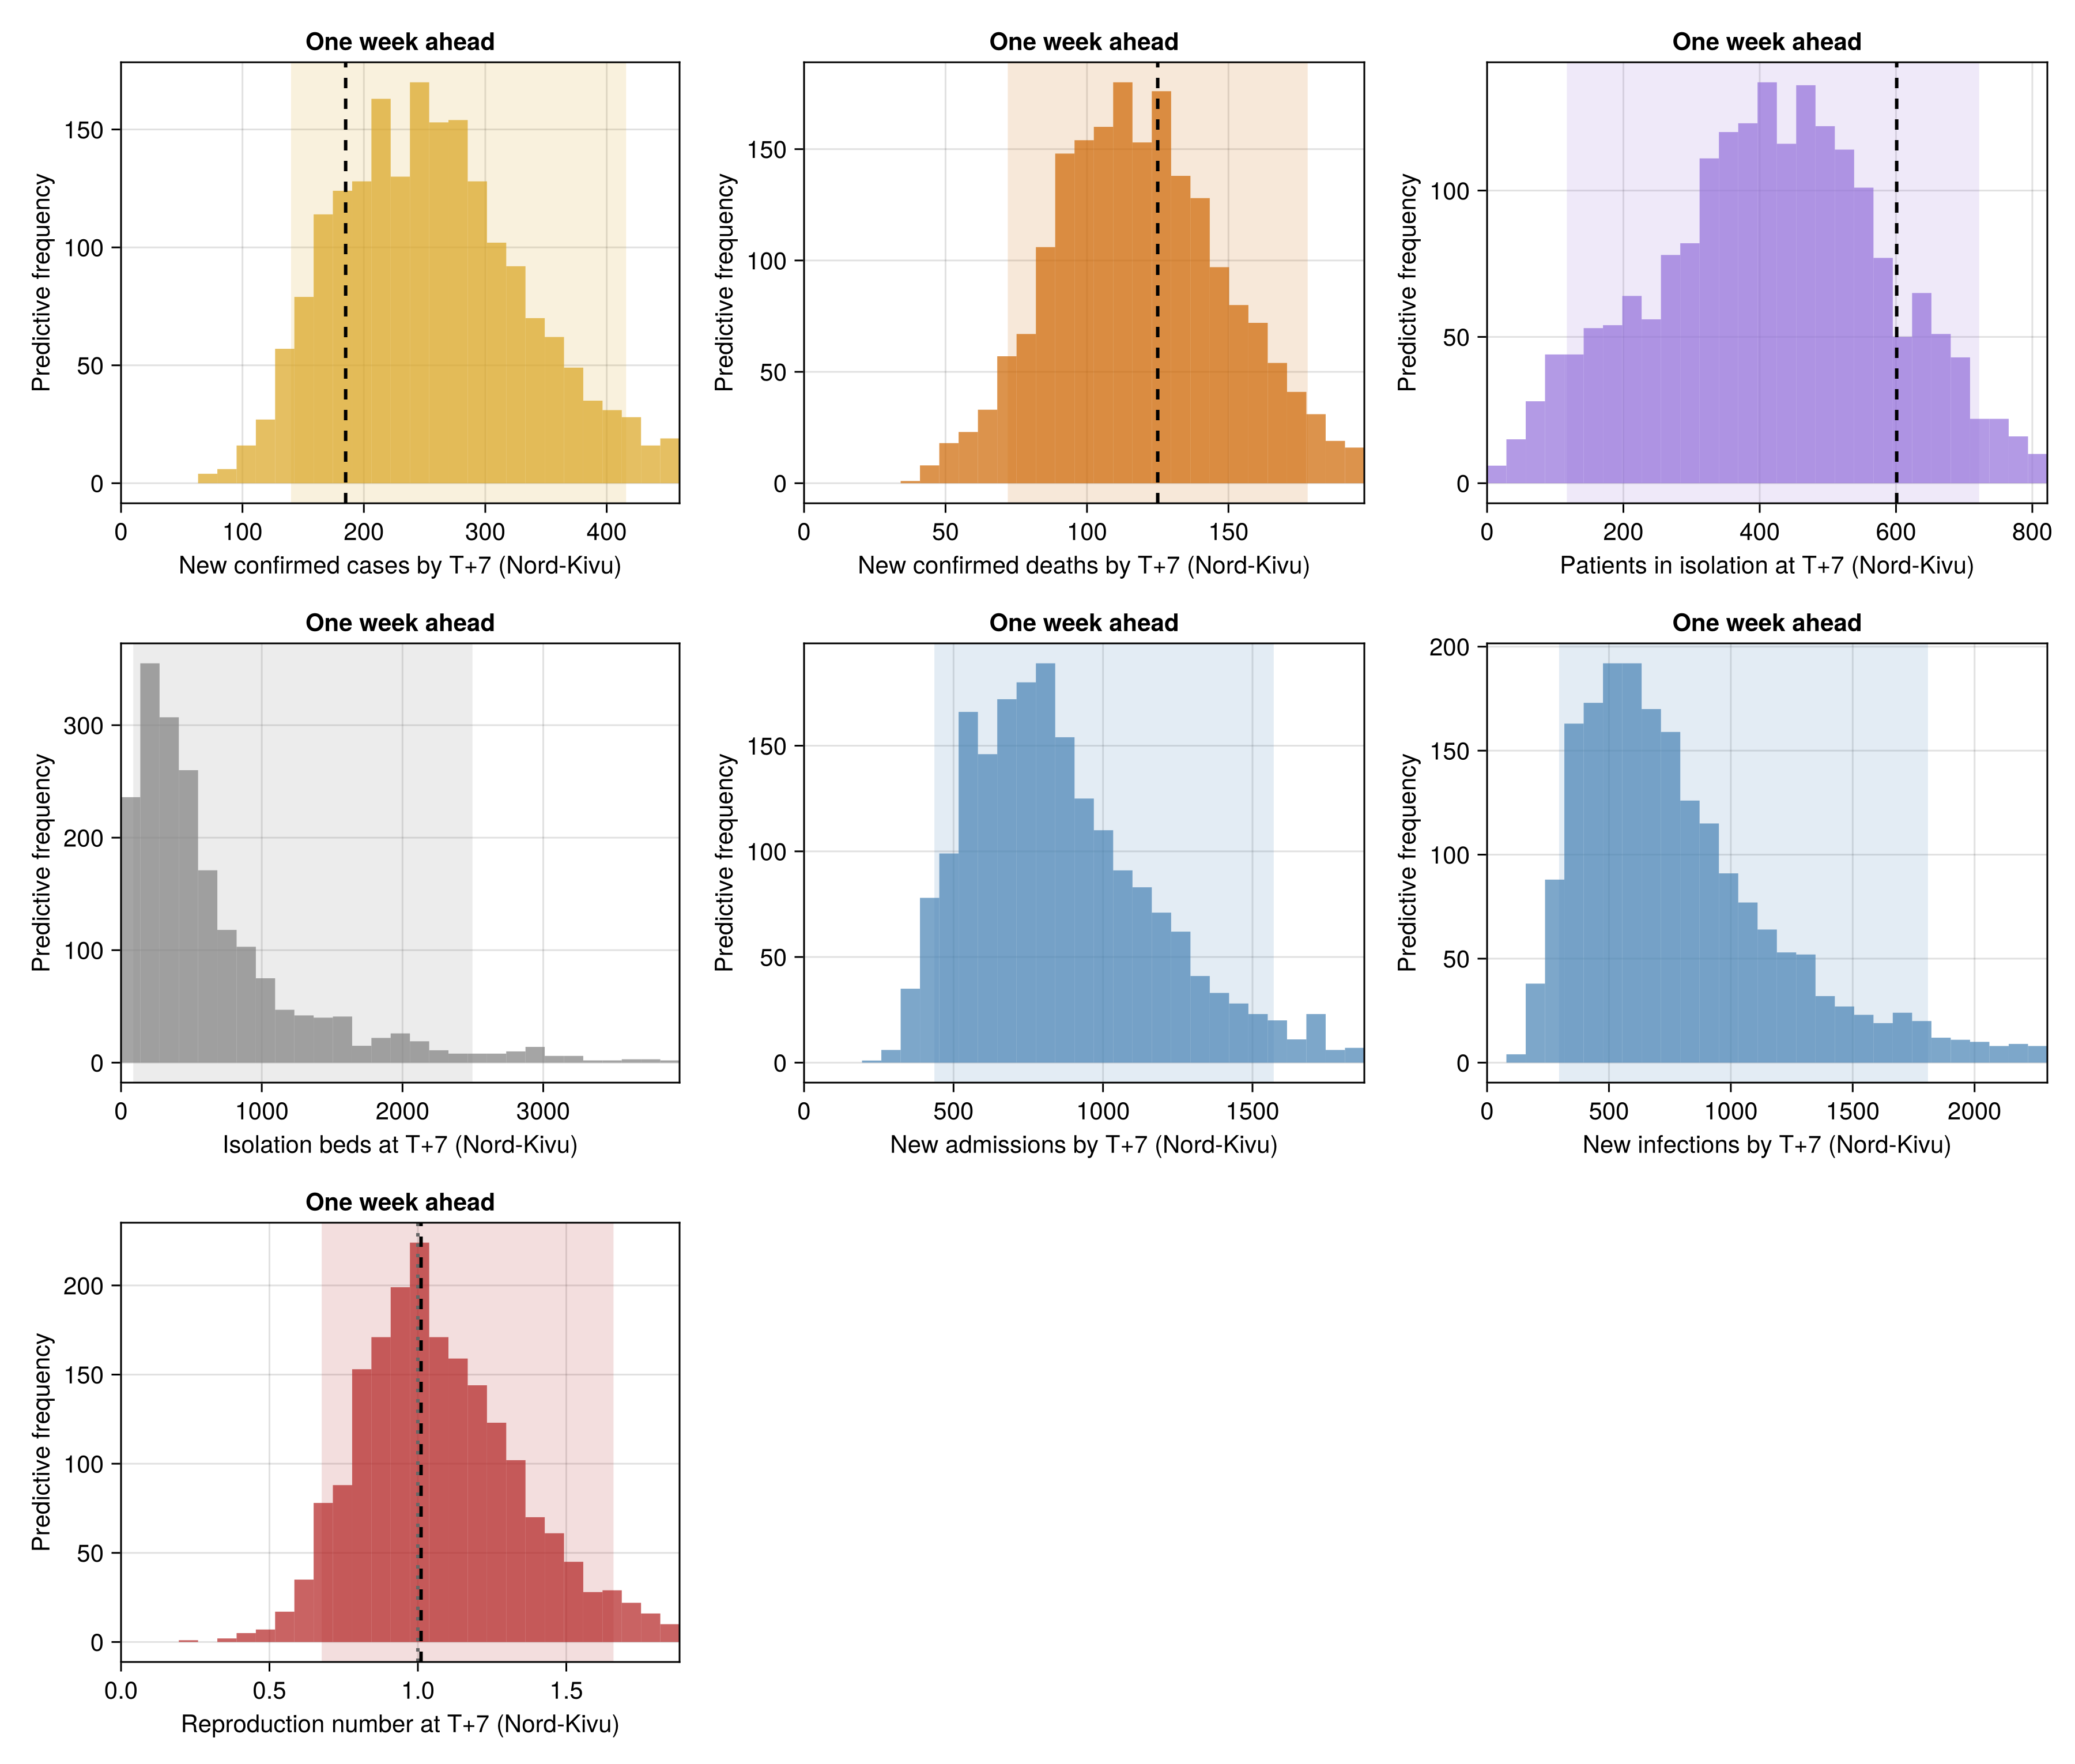 One week ahead
One week ahead
One week ahead
Predictive frequency
150
100
50
0
0
100
200
300
400
New confirmed cases by T+7 (Nord-Kivu)
Predictive frequency
150
100
50
0
0
50
100
150
New confirmed deaths by T+7 (Nord-Kivu)
Predictive frequency
100
50
0
0
200
400
600
800
Patients in isolation at T+7 (Nord-Kivu)
One week ahead
One week ahead
One week ahead
Predictive frequency
300
200
100
0
0
1000
2000
3000
Isolation beds at T+7 (Nord-Kivu)
Predictive frequency
150
100
50
0
0
500
1000
1500
New admissions by T+7 (Nord-Kivu)
Predictive frequency
200
150
100
50
0
0
500
1000
1500
2000
New infections by T+7 (Nord-Kivu)
One week ahead
Predictive frequency
200
150
100
50
0
0.0
0.5
1.0
1.5
Reproduction number at T+7 (Nord-Kivu)